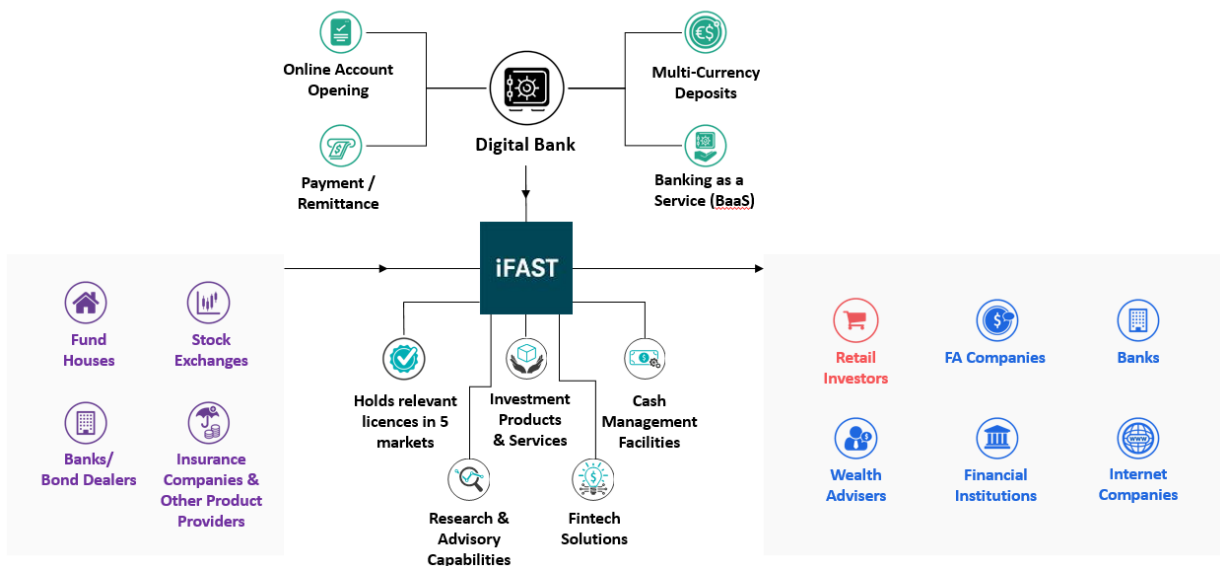 Online Account
Opening
Payment /
Remittance
Digital Bank
Multi-Currency
Deposits
Banking as a
Service (BaaS)
iFAST
Fund
Houses
Stock
Exchanges
Banks/
Bond Dealers
Insurance
Companies &
Other Product
Providers
Holds relevant
licences in 5
markets
Investment
Products
& Services
Cash
Management
Facilities
Research &
Advisory
Capabilities
Fintech
Solutions
Retail
Investors
FA Companies
Banks
Wealth
Advisers
Financial
Institutions
WWW
Internet
Companies